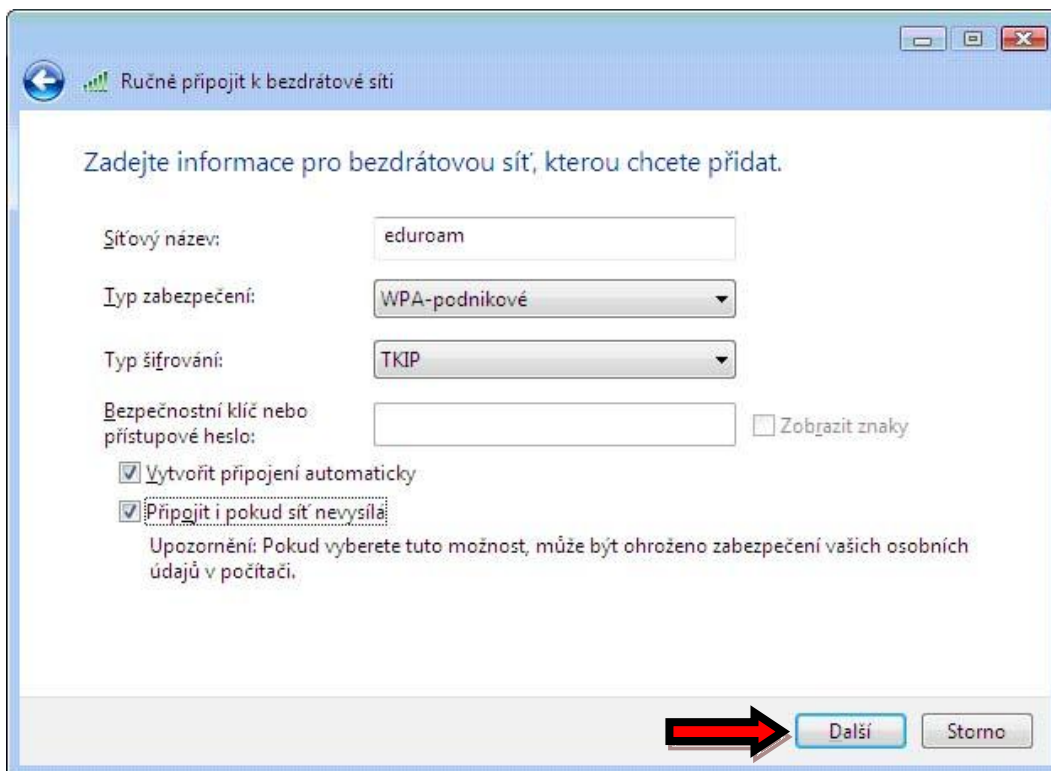 Ručně připojit k bezdrátové síti
Zadejte informace pro bezdrátovou síť, kterou chcete přidat.
Síťový název:
eduroam
Typ zabezpečení:
WPA-podnikové
Typ šifrování:
TKIP
Bezpečnostní klíč nebo
přístupové heslo:
Zobrazit znaky
Vytvořit připojení automaticky
Připojit i pokud síť nevysíla
Upozornění: Pokud vyberete tuto možnost, může být ohroženo zabezpečení vašich osobních
údajů v počítači.
Další
Storno